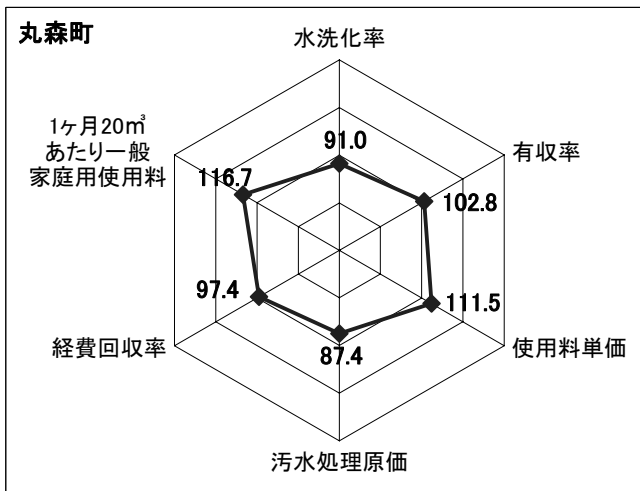 丸森町
水洗化率
91.0
1ヶ月20㎥
あたり一般
家庭用使用料
有収率
116.7
102.8
97.4
111.5
87.4
経費回収率
使用料単価
汚水処理原価